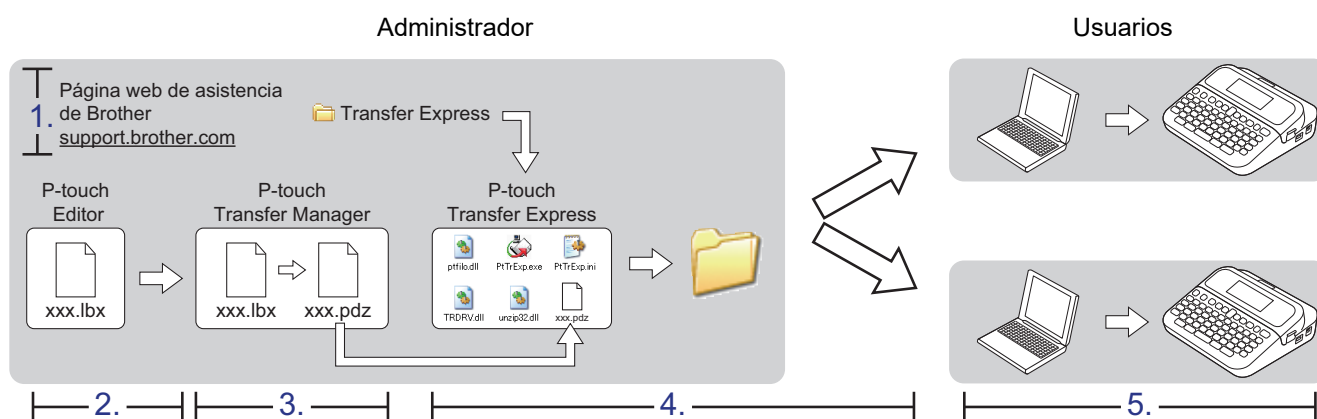 Administrador
Usuarios
1.
Página web de asistencia
de Brother
support.brother.com
Transfer Express
P-touch
Editor
xxx.lbx
P-touch
Transfer Manager
xxx.lbx
xxx.pdz
P-touch
Transfer Express
ptfilo.dll
PtTrExp.exe
PtTrExp.ini
TRDRV.dll
unzip32.dll
xxx.pdz
2.
3.
4.
5.